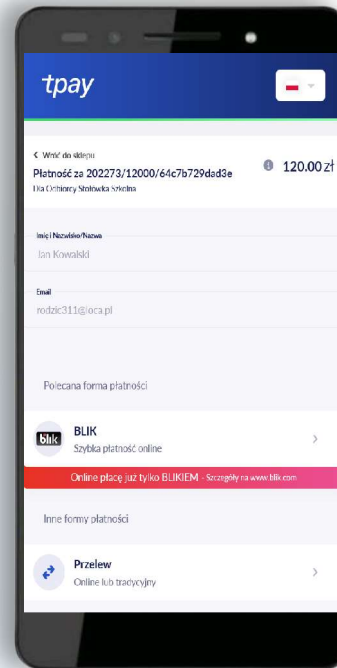 tpay
Wróć do sklepu
Płatność za 202273/12000/64c7b729dad3e
120.00 zł
Dla Odbiorcy Stołówka Szkolna
Imię i Nazwisko/Nazwa
Jan Kowalski
Email
rodzic311@loca.pl
Polecana forma płatności
blik
BLIK
Szybka płatność online
Online płacę już tylko BLIKIEM - Szczegóły na www.blik.com
Inne formy płatności
Przelew
Online lub tradycyjny